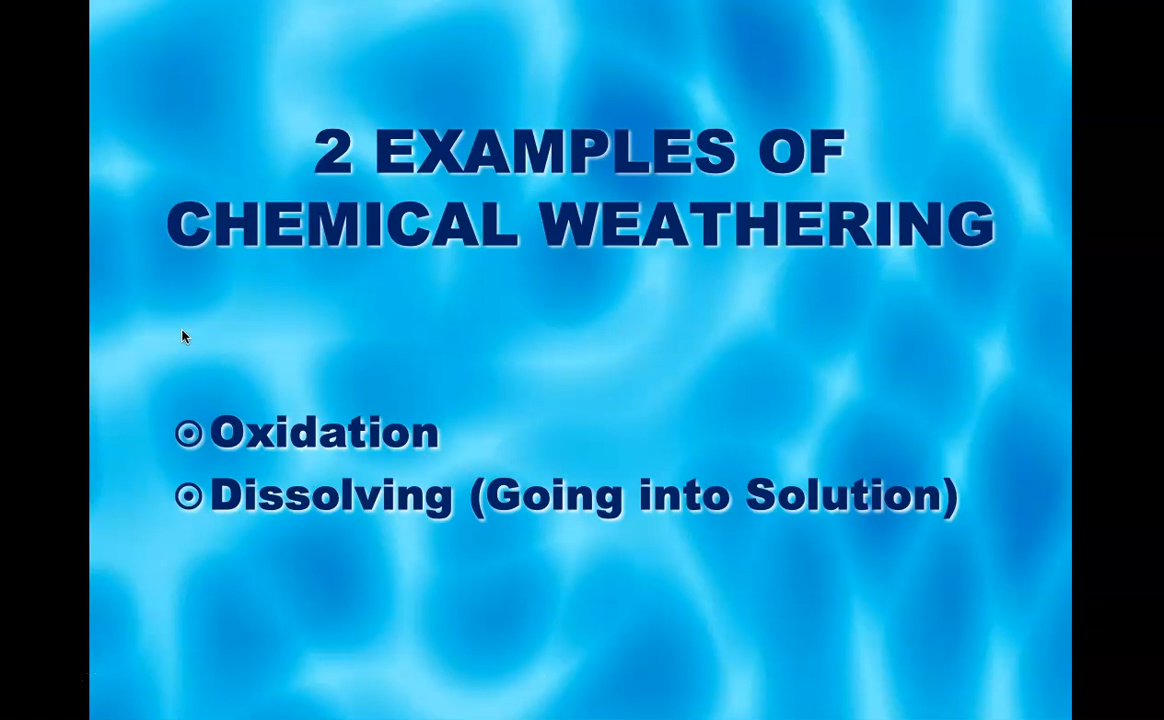 2 EXAMPLES OF
CHEMICAL WEATHERING
Oxidation
Dissolving (Going into Solution)